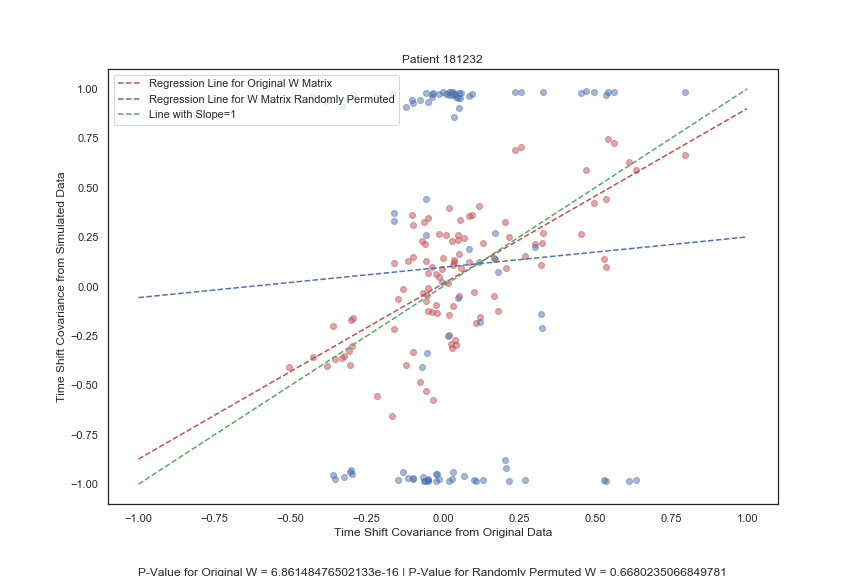 Patient 181232
Regression Line for Original W Matrix
Regression Line for W Matrix Randomly Permuted
Line with Slope=1
Time Shift Covariance from Simulated Data
1.00
0.75
0.50
0.25
0.00
−0.25
−0.50
−0.75
−1.00
−1.00 −0.75 −0.50 −0.25 0.00 0.25 0.50 0.75 1.00
Time Shift Covariance from Original Data
P-Value for Original W = 6.86148476502133e-16 | P-Value for Randomly Permuted W = 0.6680235066849781